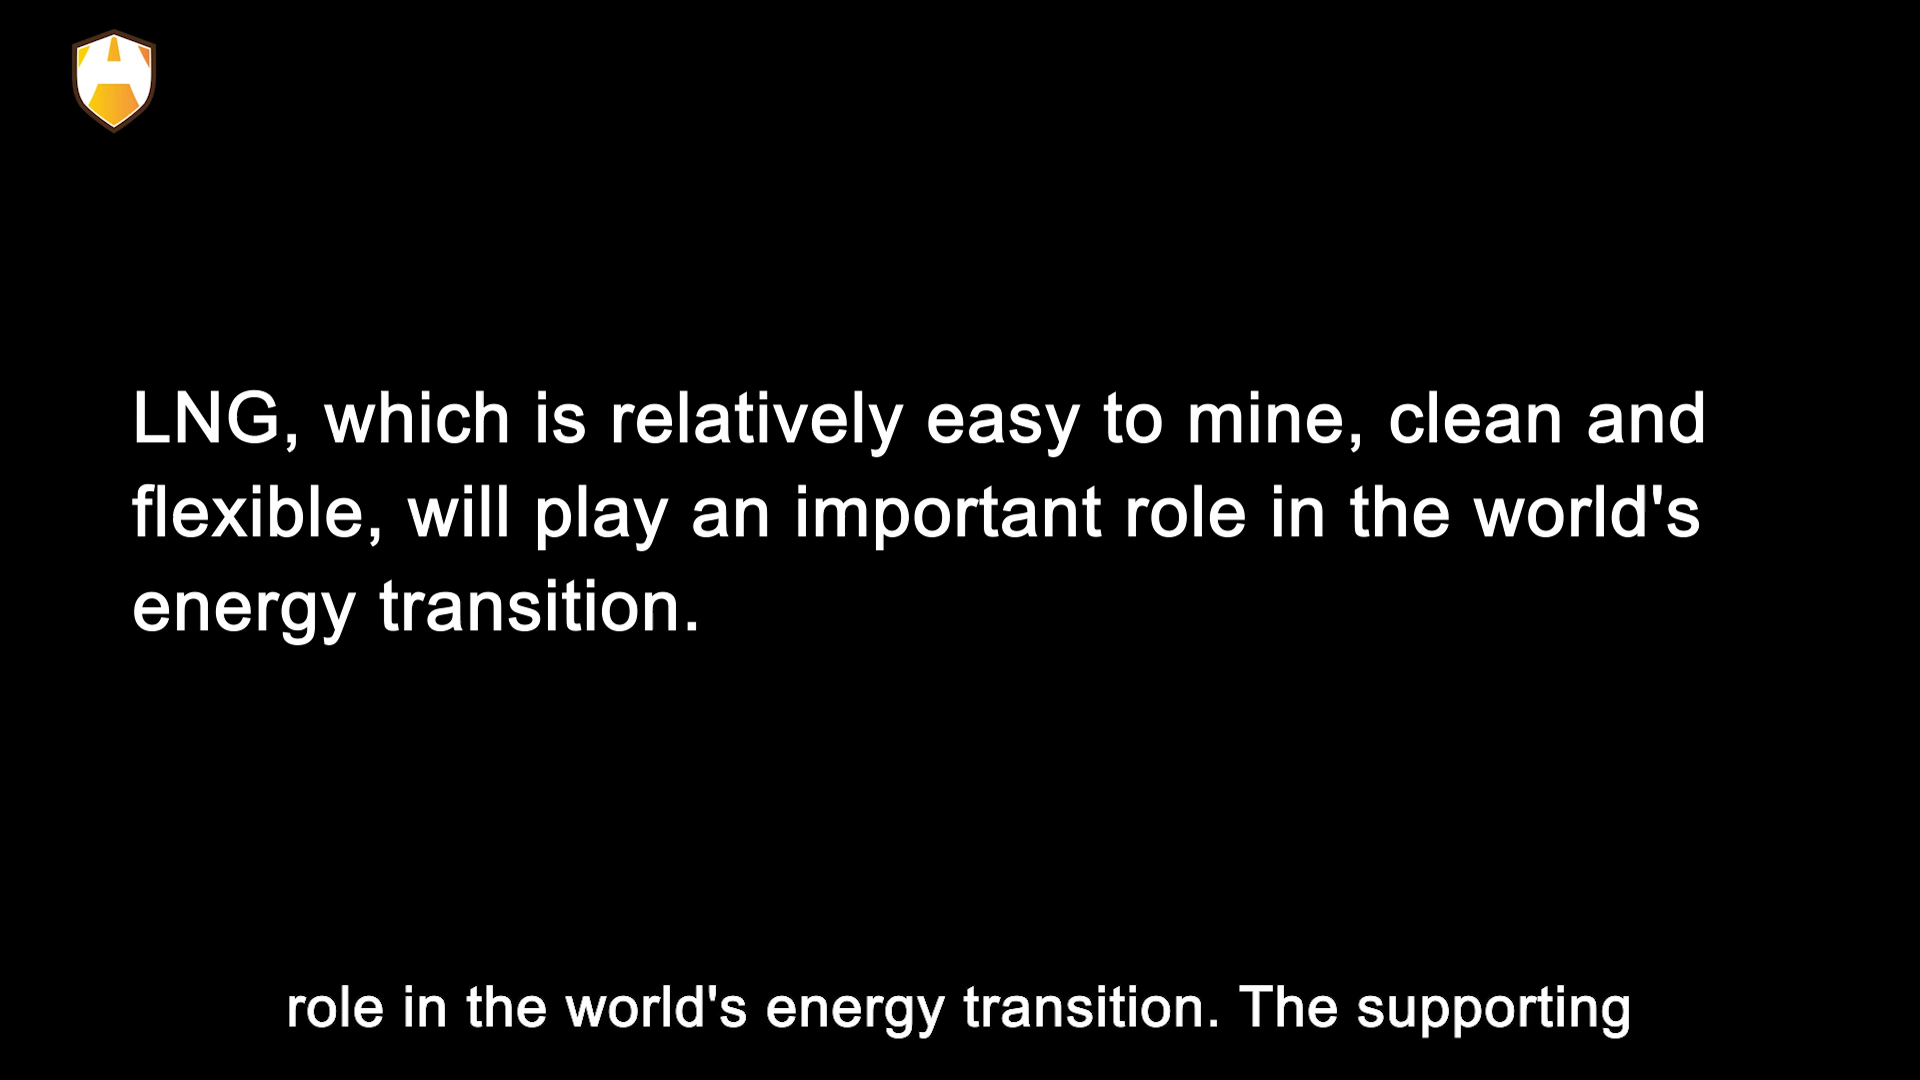 LNG, which is relatively easy to mine, clean and
flexible, will play an important role in the world's
energy transition.
role in the world's energy transition. The supporting